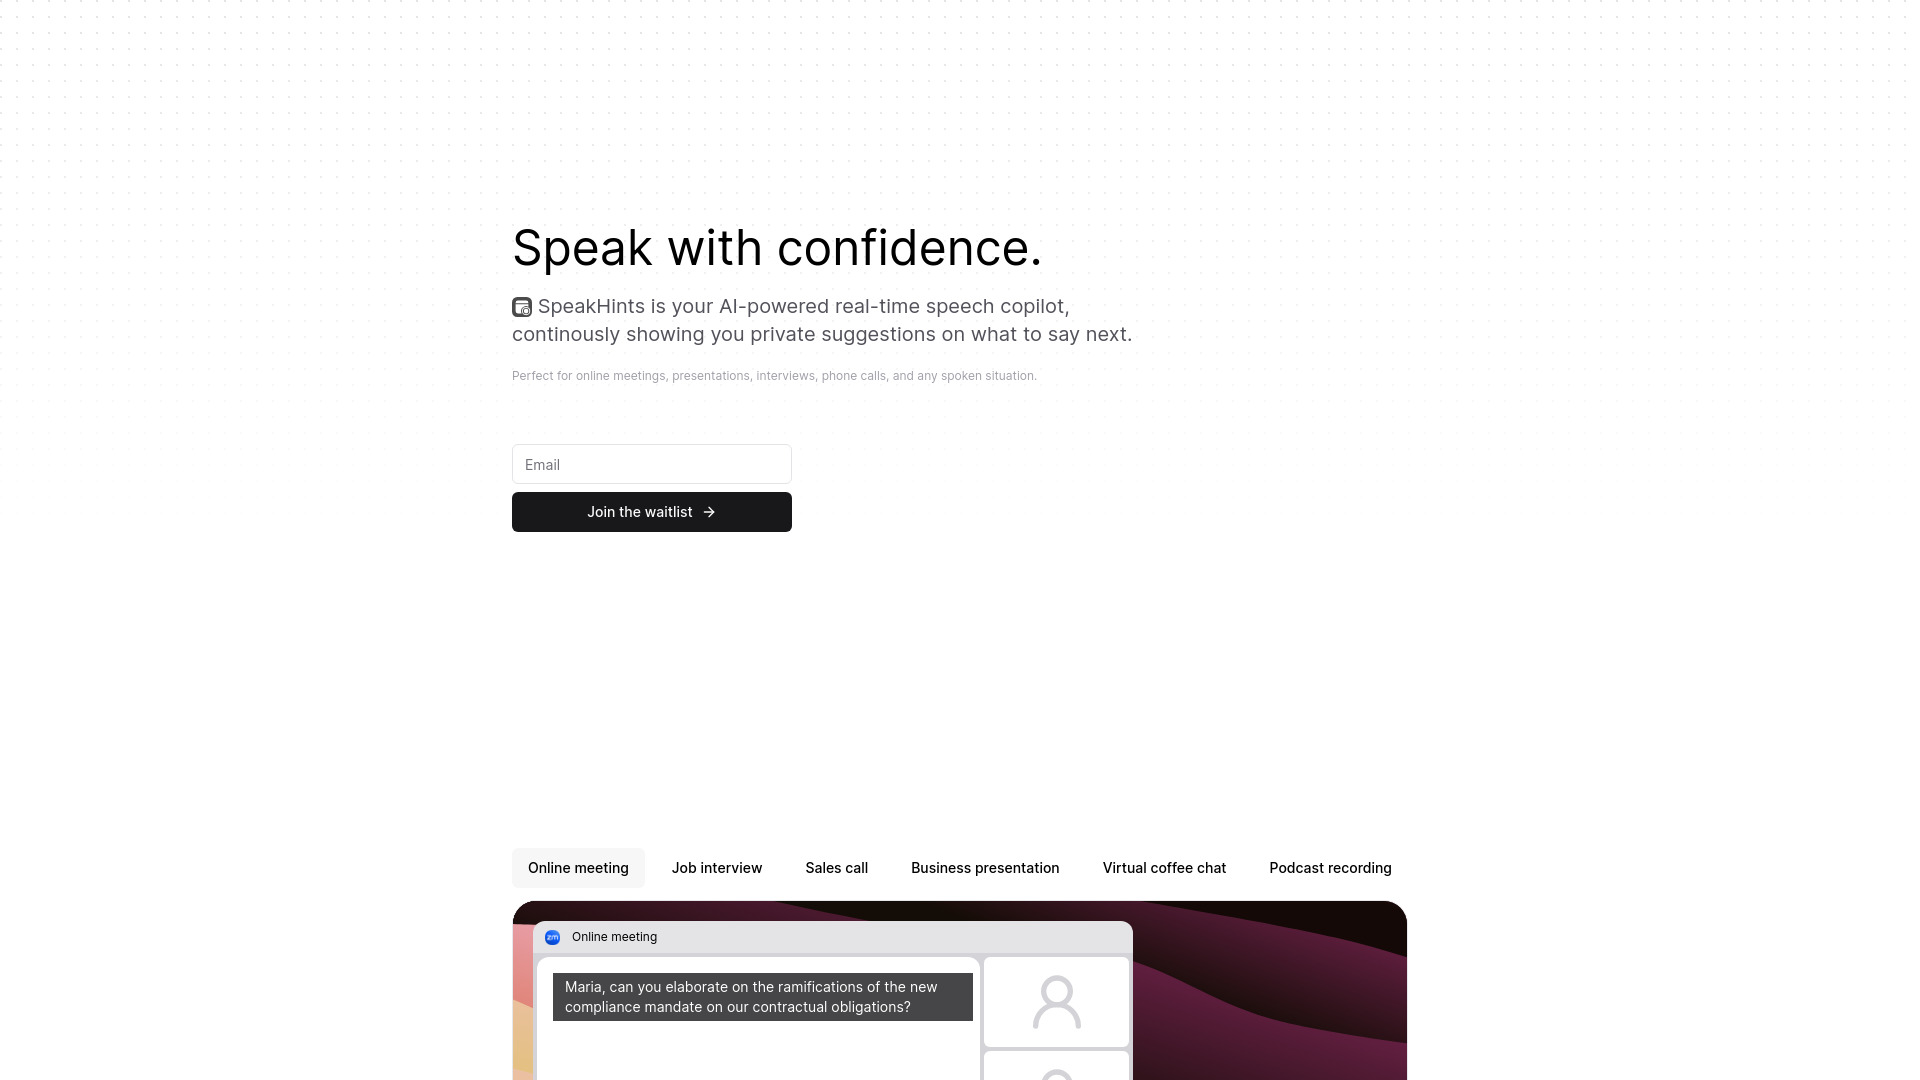 Speak with confidence.
SpeakHints is your AI-powered real-time speech copilot,
continously showing you private suggestions on what to say next.
Perfect for online meetings, presentations, interviews, phone calls, and any spoken situation.
Email
Join the waitlist →
Online meeting Job interview Sales call Business presentation Virtual coffee chat Podcast recording
zm Online meeting
Maria, can you elaborate on the ramifications of the new
compliance mandate on our contractual obligations?